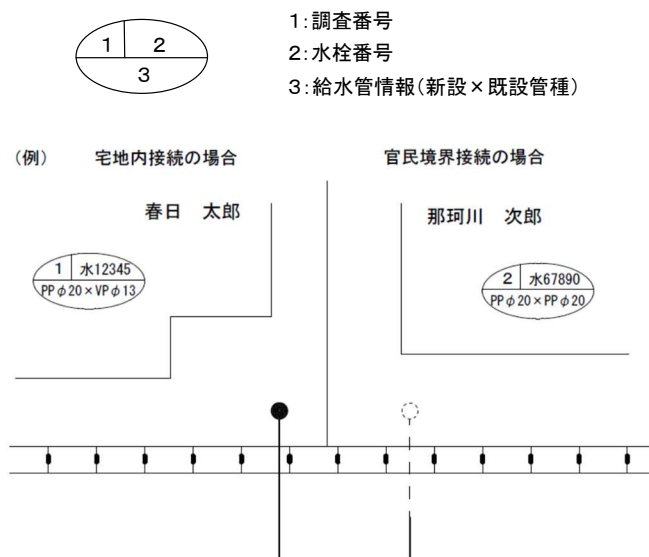 1 2
3
1:調査番号
2:水栓番号
3:給水管情報(新設×既設管種)
(例) 宅地内接続の場合 官民境界接続の場合
春日 太郎
那珂川 次郎
1 水12345
PPφ20×VPφ13
2 水67890
PPφ20×PPφ20